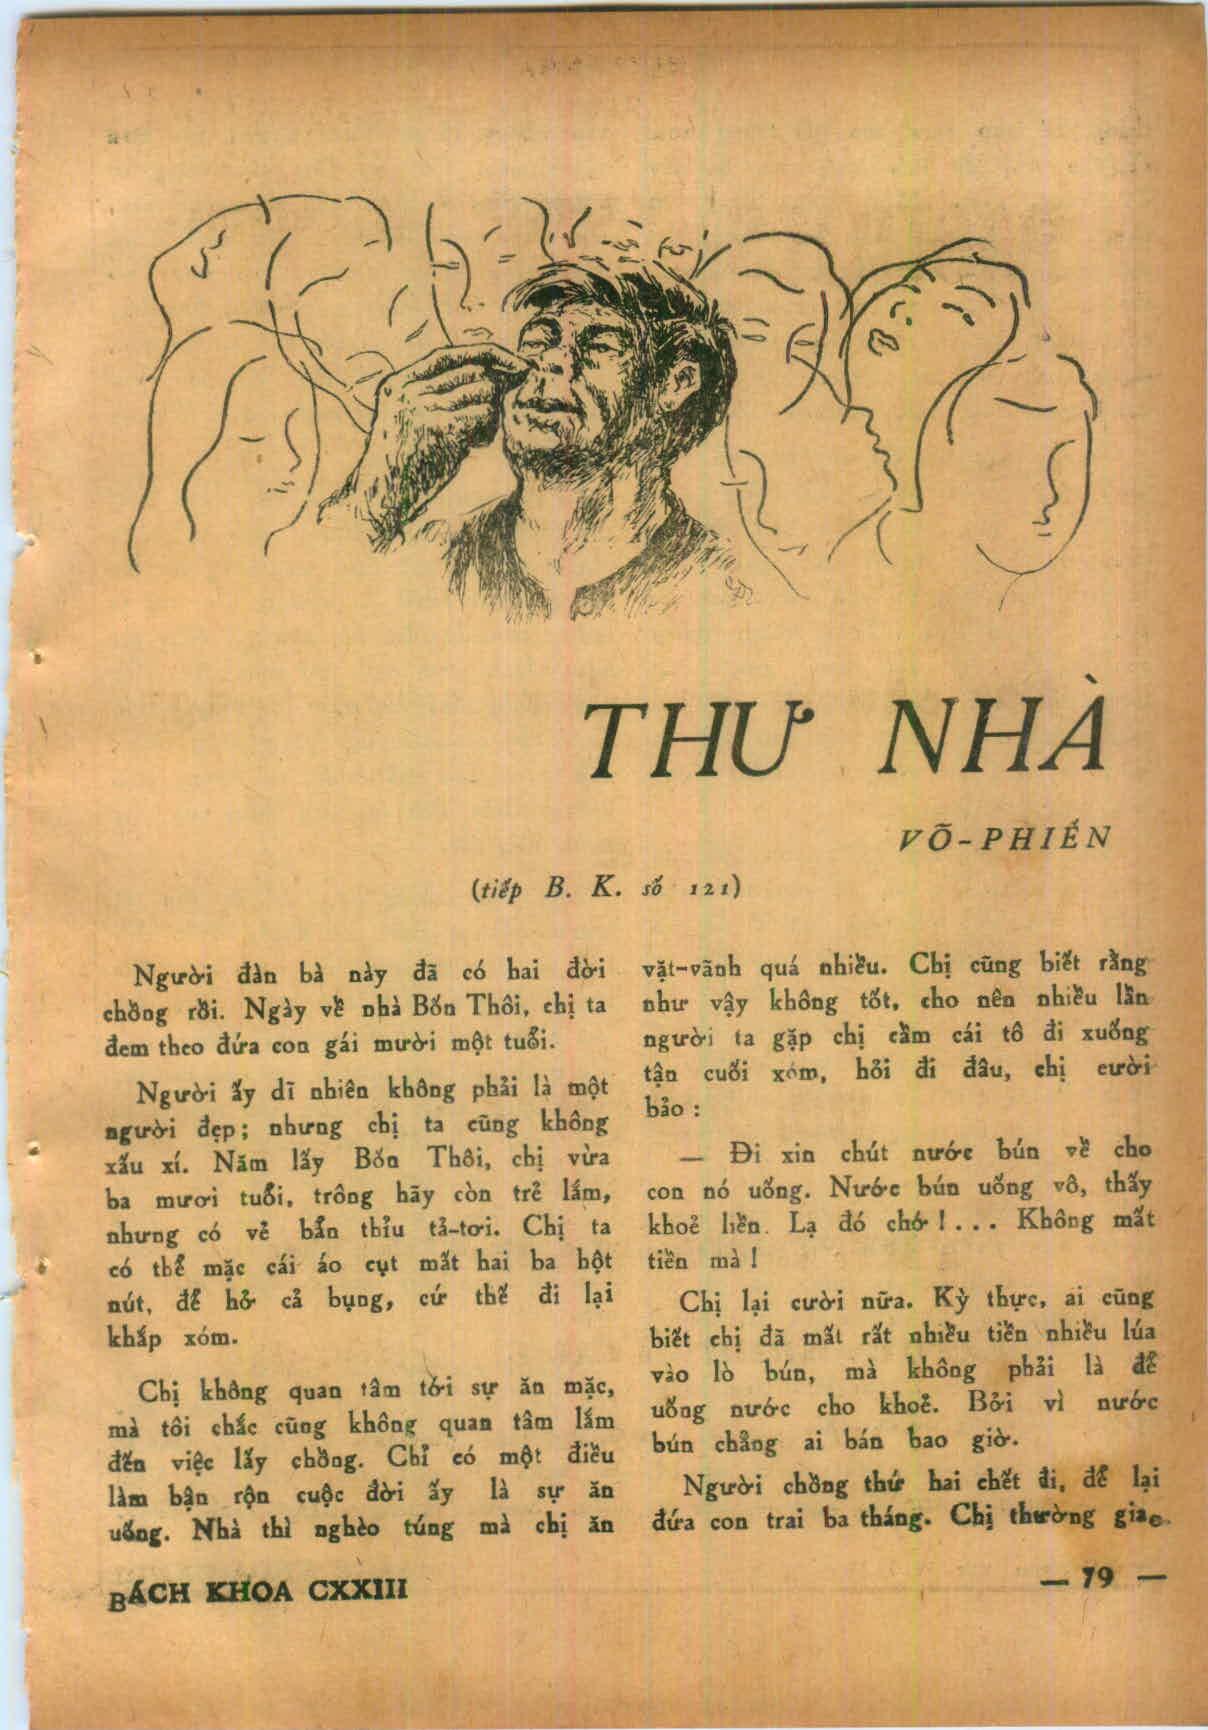 THƯ NHÀ
VÕ-PHIẾN
(tiếp B. K. số 121)
Người đàn bà này đã có hai đời
chồng rồi. Ngày về nhà Bốn Thôi, chị ta
đem theo đứa con gái mười một tuổi.
Người ấy dĩ nhiên không phải là một
người đẹp; nhưng chị ta cũng không
xấu xí. Năm lấy Bốn Thôi, chị vừa
ba mươi tuổi, trông hãy còn trẻ lắm,
nhưng có vẻ bẩn thỉu tả-tơi. Chị ta
có thể mặc cái áo cụt mất hai ba hột
nút, để hở cả bụng, cứ thế đi lại
khắp xóm.
Chị không quan tâm tới sự ăn mặc,
mà tôi chắc cũng không quan tâm lắm
đến việc lấy chồng. Chỉ có một điều
làm bận rộn cuộc đời ấy là sự ăn
uống. Nhà thì nghèo túng mà chị ăn
vặt-vãnh quá nhiều. Chị cũng biết rằng
như vậy không tốt, cho nên nhiều lần
người ta gặp chị cầm cái tô đi xuống
tận cuối xóm, hỏi đi đâu, chị cười
bảo :
— Đi xin chút nước bún về cho
con nó uống. Nước bún uống vô, thấy
khoẻ liền. Lạ đó chớ !... Không mất
tiền mà !
Chị lại cười nữa. Kỳ thực, ai cũng
biết chị đã mất rất nhiều tiền nhiều lúa
vào lò bún, mà không phải là để
uống nước cho khoẻ. Bởi vì nước
bún chẳng ai bán bao giờ.
Người chồng thứ hai chết đi, để lại
đứa con trai ba tháng. Chị thường giao
BÁCH KHOA CXXIII
— 79 —